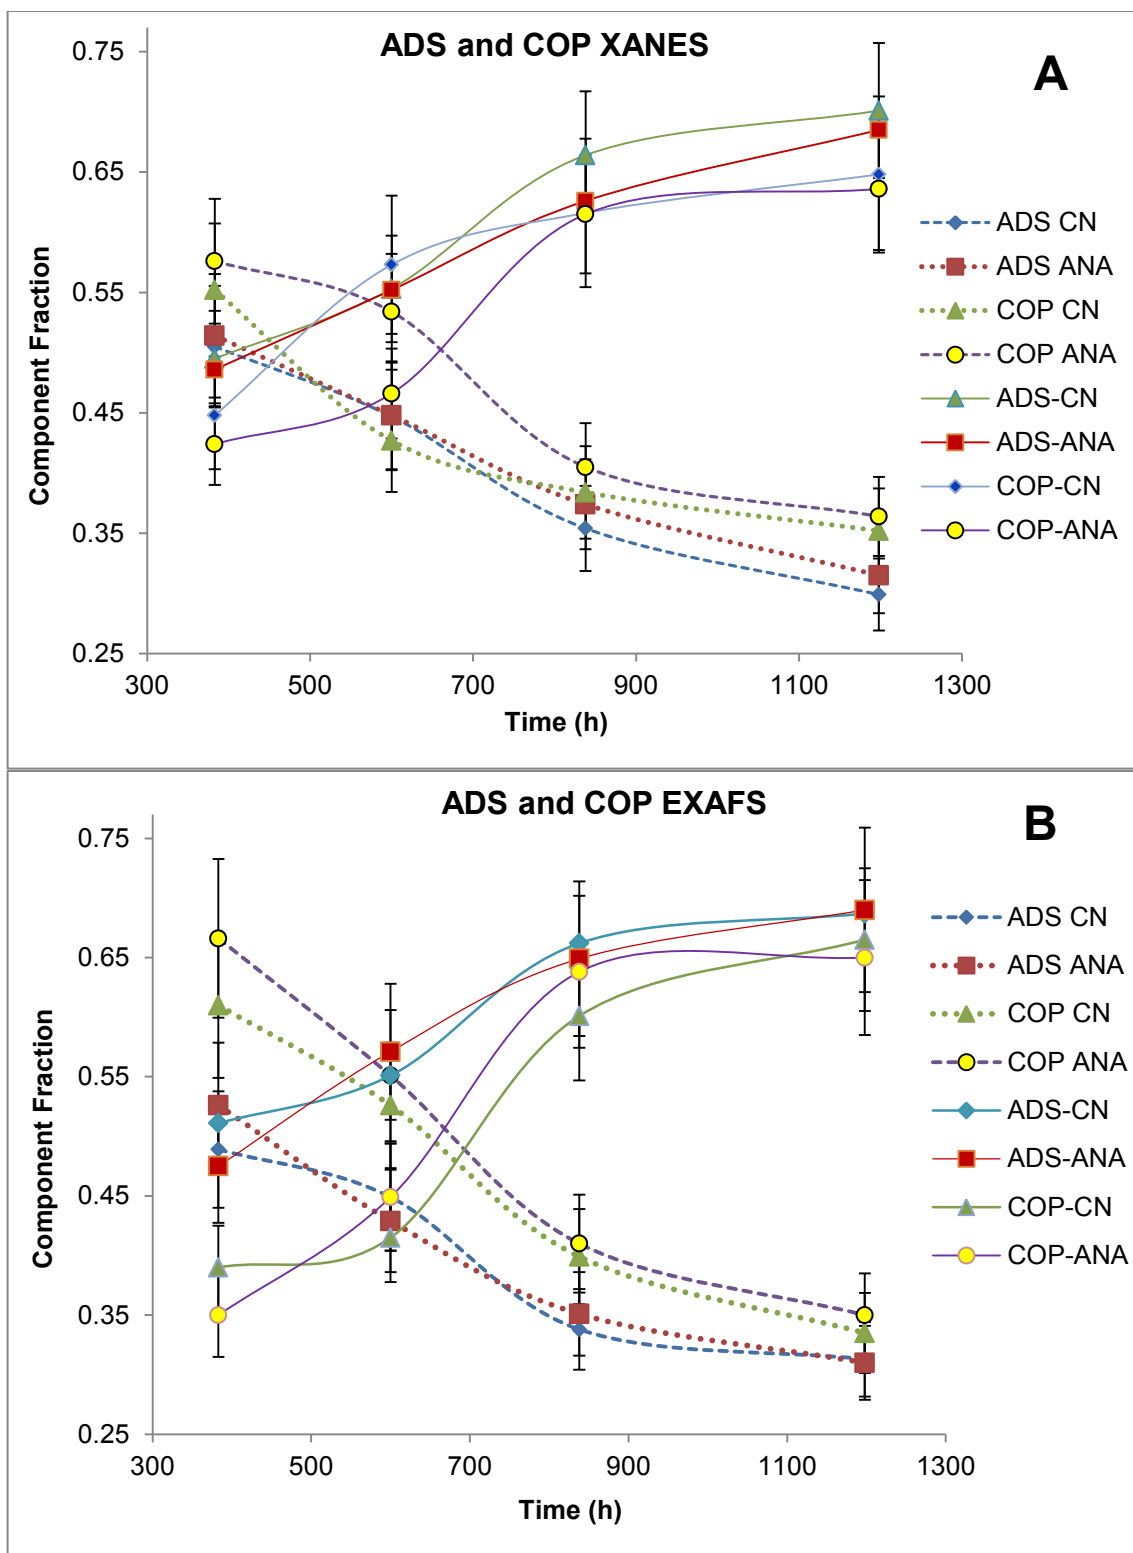 ADS and COP XANES
A
0.75
0.65
0.55
0.45
0.35
0.25
Component Fraction
300 500 700 900 1100 1300
Time (h)
ADS CN
ADS ANA
COP CN
COP ANA
ADS-CN
ADS-ANA
COP-CN
COP-ANA
ADS and COP EXAFS
B
0.75
0.65
0.55
0.45
0.35
0.25
Component Fraction
300 500 700 900 1100 1300
Time (h)
ADS CN
ADS ANA
COP CN
COP ANA
ADS-CN
ADS-ANA
COP-CN
COP-ANA